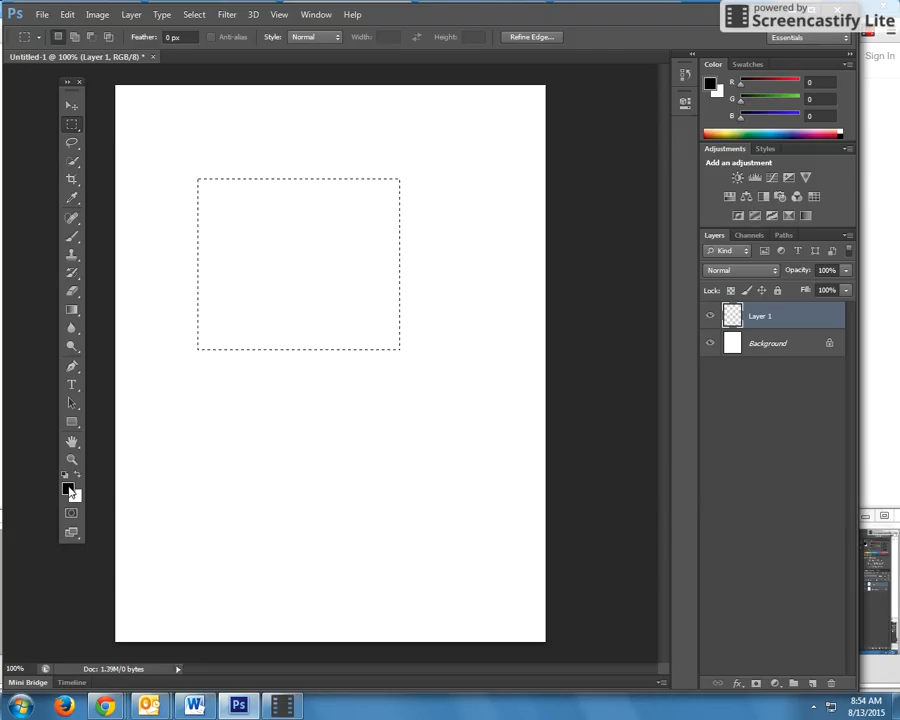 powered by
Screencastify Lite
Ps File Edit Image Layer Type Select Filter 3D View Window Help
Feather: 0 px Anti-alias Style: Normal Width: Height: Refine Edge... Essentials
Untitled-1 @ 100% (Layer 1, RGB/8) * ×
Sign In
Color Swatches
R 0
G 0
B 0
Adjustments Styles
Add an adjustment
Layers Channels Paths
Kind
Normal Opacity: 100%
Lock: Fill: 100%
Layer 1
Background
T
fx
100% Doc: 1.39M/0 bytes
Mini Bridge Timeline
W Ps
8:54 AM
8/13/2015